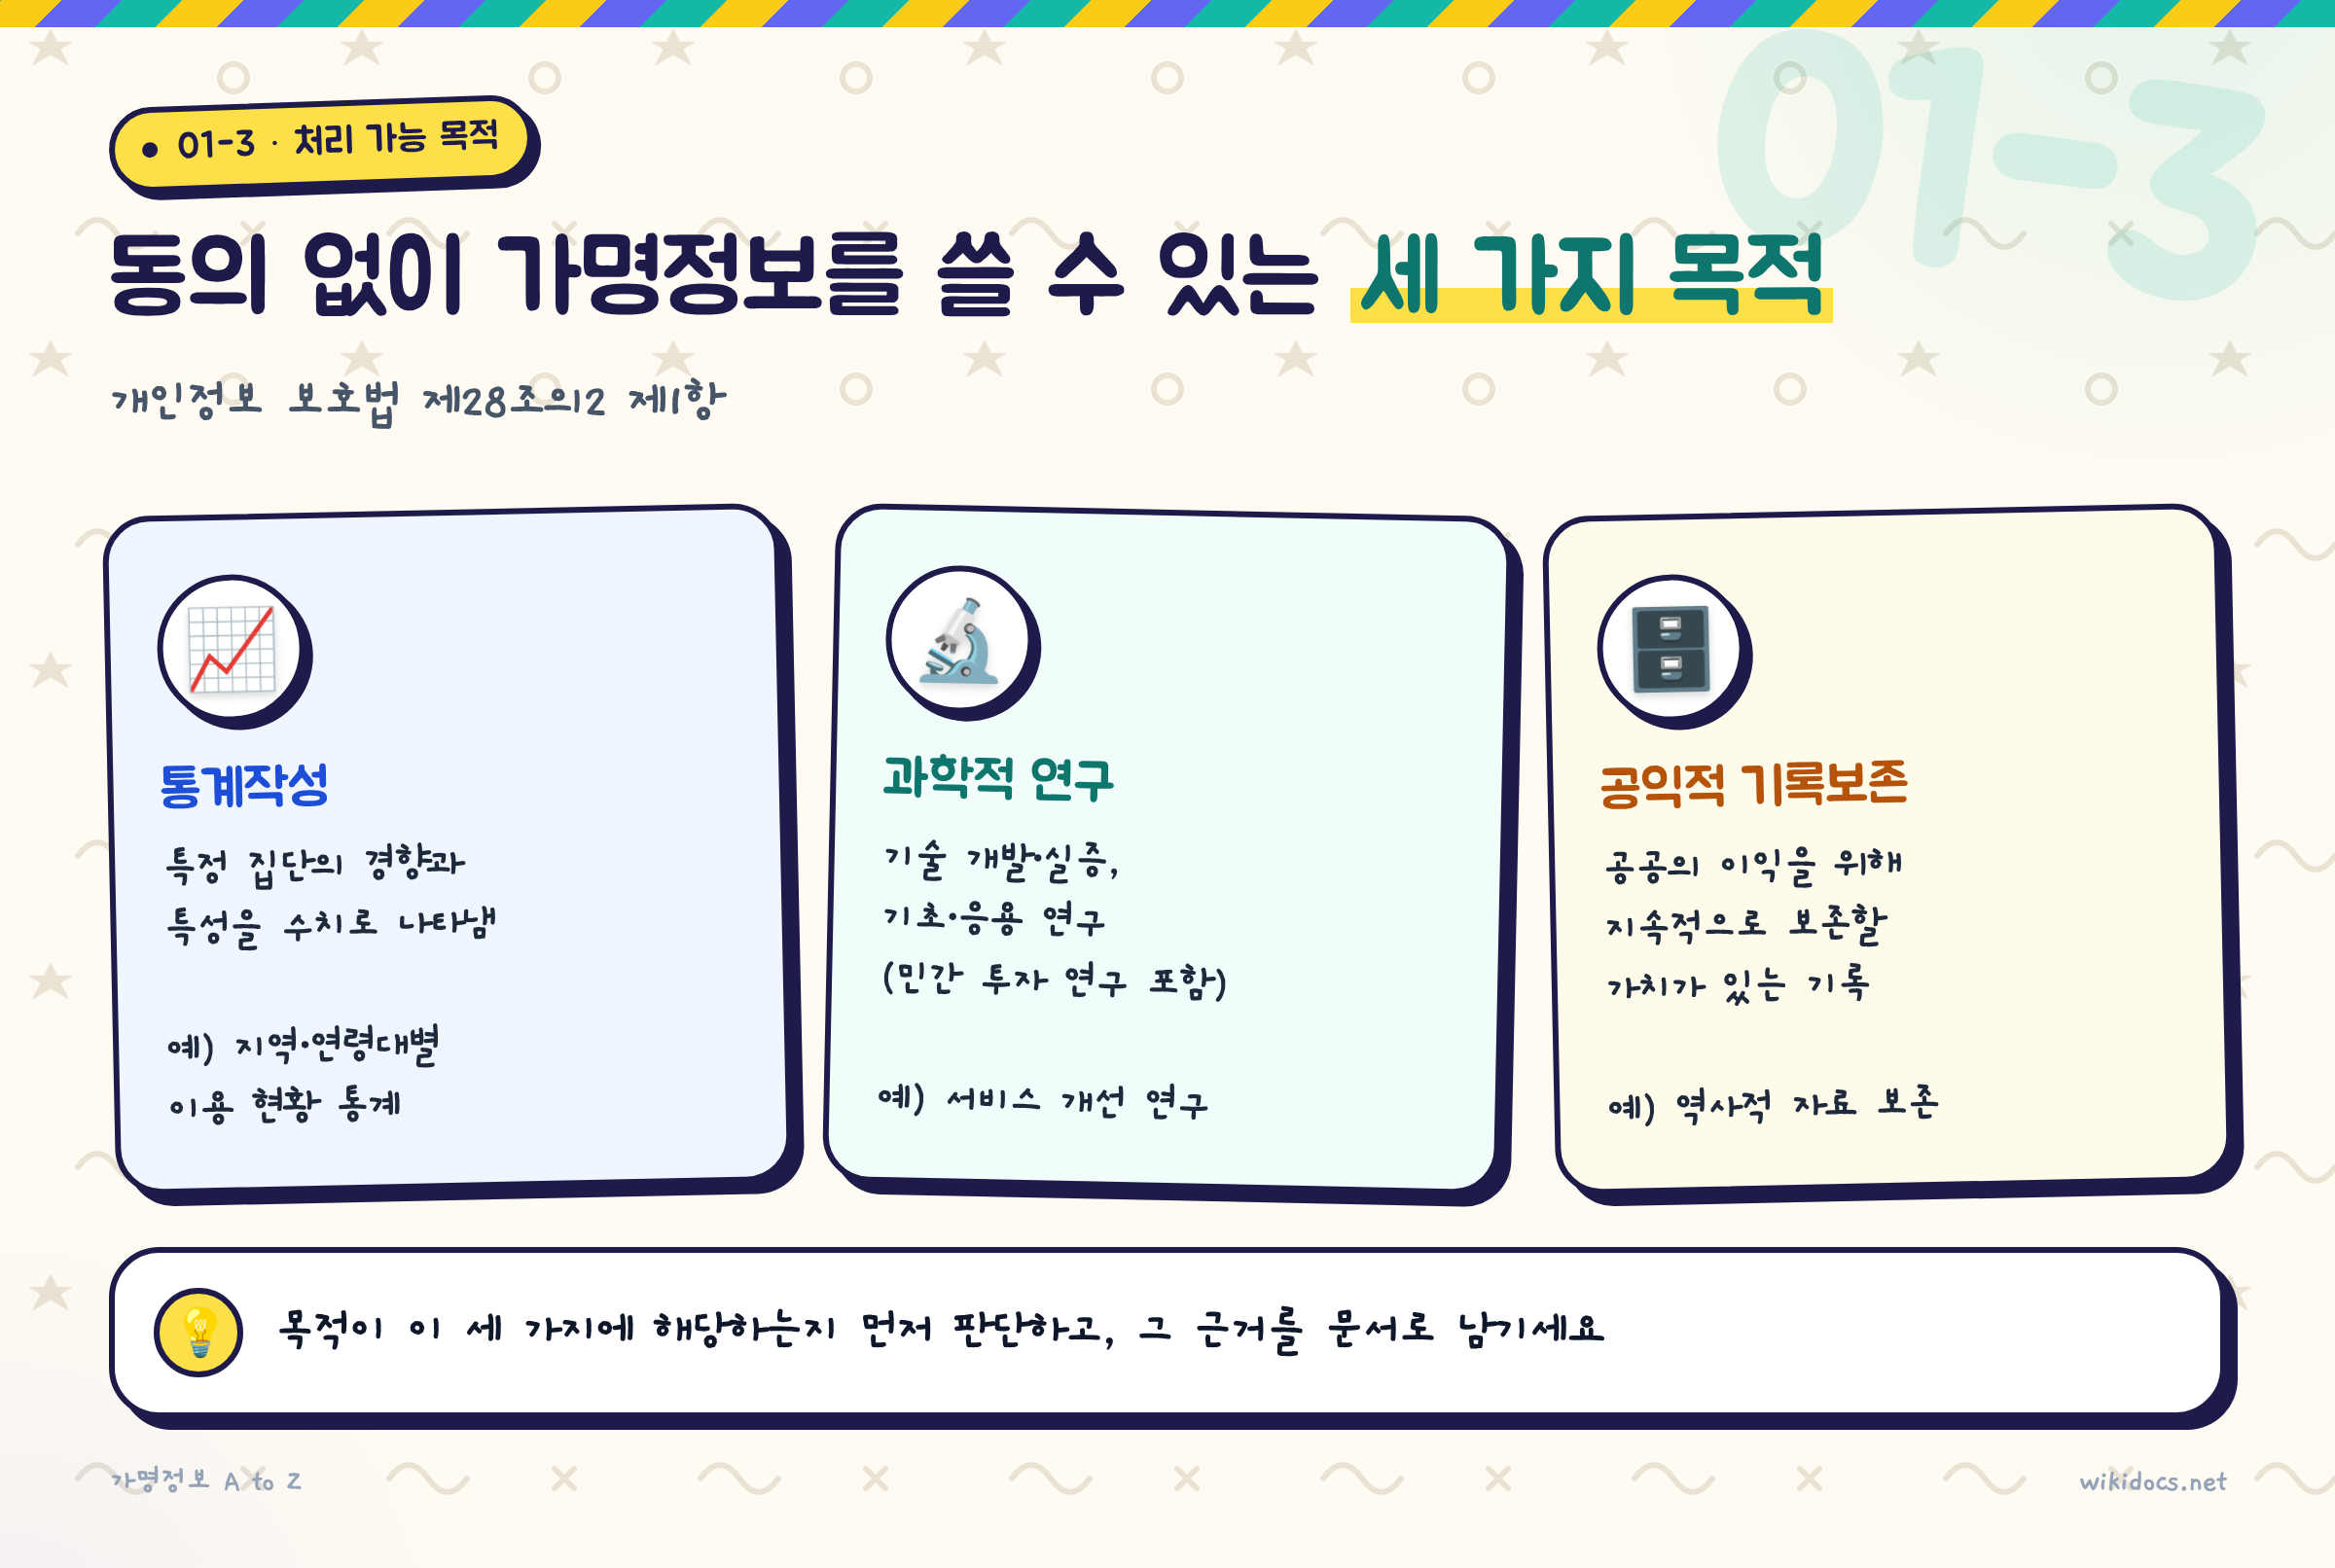 01-3
01-3 · 처리 가능 목적
동의 없이 가명정보를 쓸 수 있는 세 가지 목적
개인정보 보호법 제28조의2 제1항
통계작성
특정 집단의 경향과
특성을 수치로 나타냄
예) 지역·연령대별
이용 현황 통계
과학적 연구
기술 개발·실증,
기초·응용 연구
(민간 투자 연구 포함)
예) 서비스 개선 연구
공익적 기록보존
공공의 이익을 위해
지속적으로 보존할
가치가 있는 기록
예) 역사적 자료 보존
목적이 이 세 가지에 해당하는지 먼저 판단하고, 그 근거를 문서로 남기세요
가명정보 A to Z
wikidocs.net